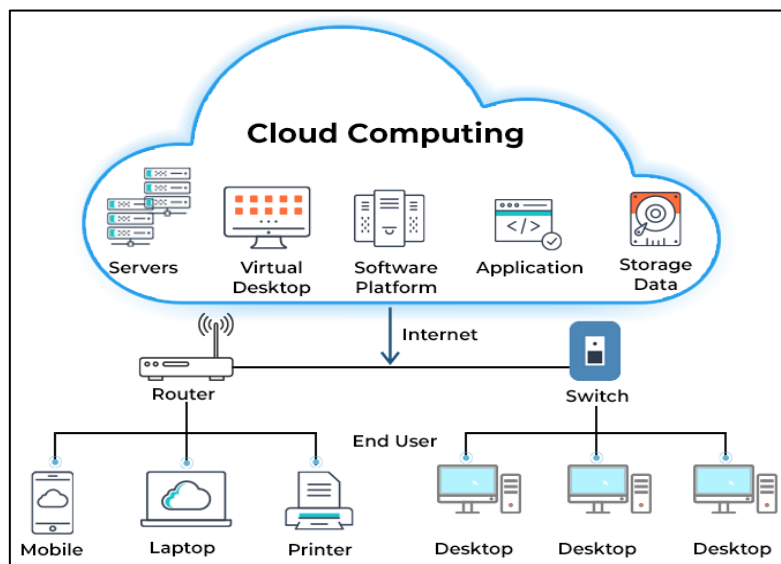 Cloud Computing
Servers
Virtual
Desktop
Software
Platform
</>
Application
Storage
Data
Internet
Router
Switch
End User
Mobile
Laptop
Printer
Desktop
Desktop
Desktop